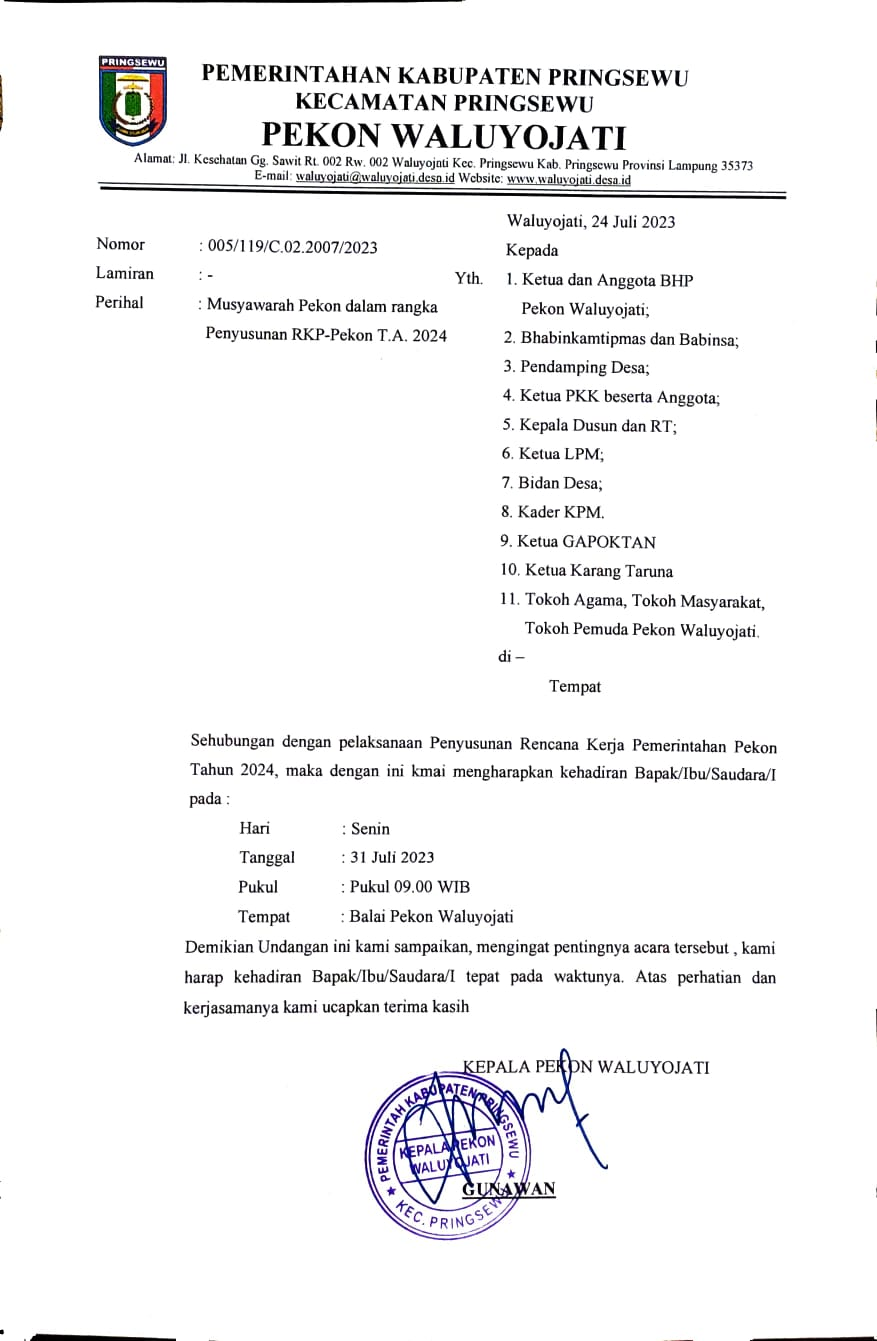 PRINGSEWU
PEMERINTAHAN KABUPATEN PRINGSEWU
KECAMATAN PRINGSEWU
PEKON WALUYOJATI
Alamat: Jl. Kesehatan Gg. Sawit Rt. 002 Rw. 002 Waluyojati Kec. Pringsewu Kab. Pringsewu Provinsi Lampung 35373
E-mail: waluyojati@waluyojati.desa.id Website: www.waluyojati.desa.id
Waluyojati, 24 Juli 2023
Nomor : 005/119/C.02.2007/2023
Kepada
Lamiran : -
Yth. 1. Ketua dan Anggota BHP
Pekon Waluyojati;
Perihal : Musyawarah Pekon dalam rangka
Penyusunan RKP-Pekon T.A. 2024
2. Bhabinkamtipmas dan Babinsa;
3. Pendamping Desa;
4. Ketua PKK beserta Anggota;
5. Kepala Dusun dan RT;
6. Ketua LPM;
7. Bidan Desa;
8. Kader KPM.
9. Ketua GAPOKTAN
10. Ketua Karang Taruna
11. Tokoh Agama, Tokoh Masyarakat,
Tokoh Pemuda Pekon Waluyojati.
di –
Tempat
Sehubungan dengan pelaksanaan Penyusunan Rencana Kerja Pemerintahan Pekon
Tahun 2024, maka dengan ini kmai mengharapkan kehadiran Bapak/Ibu/Saudara/I
pada :
Hari : Senin
Tanggal : 31 Juli 2023
Pukul : Pukul 09.00 WIB
Tempat : Balai Pekon Waluyojati
Demikian Undangan ini kami sampaikan, mengingat pentingnya acara tersebut , kami
harap kehadiran Bapak/Ibu/Saudara/I tepat pada waktunya. Atas perhatian dan
kerjasamanya kami ucapkan terima kasih
KEPALA PEKON WALUYOJATI
PEMERINTAH KABUPATEN PRINGSEWU
KEPALA PEKON
WALUYOJATI
KEC. PRINGSEWU
GUNAWAN